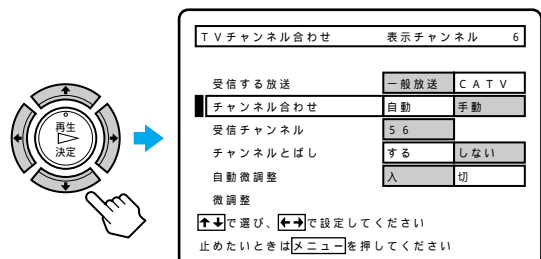 TVチャンネル合わせ 表示チャンネル 6
受信する放送 一般放送 CATV
チャンネル合わせ 自動 手動
受信チャンネル 56
チャンネルとばし する しない
自動微調整 入 切
微調整
↑↓で選び、←→で設定してください
止めたいときはメニューを押してください
再生
決定